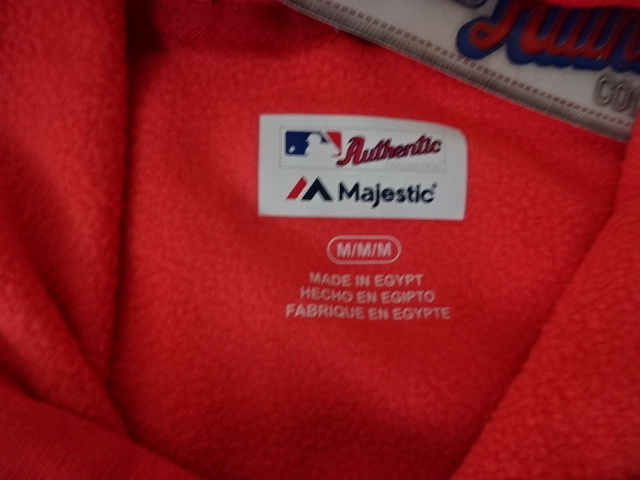 Authentic
Majestic
M/M/M
MADE IN EGYPT
HECHO EN EGIPTO
FABRIQUE EN EGYPTE